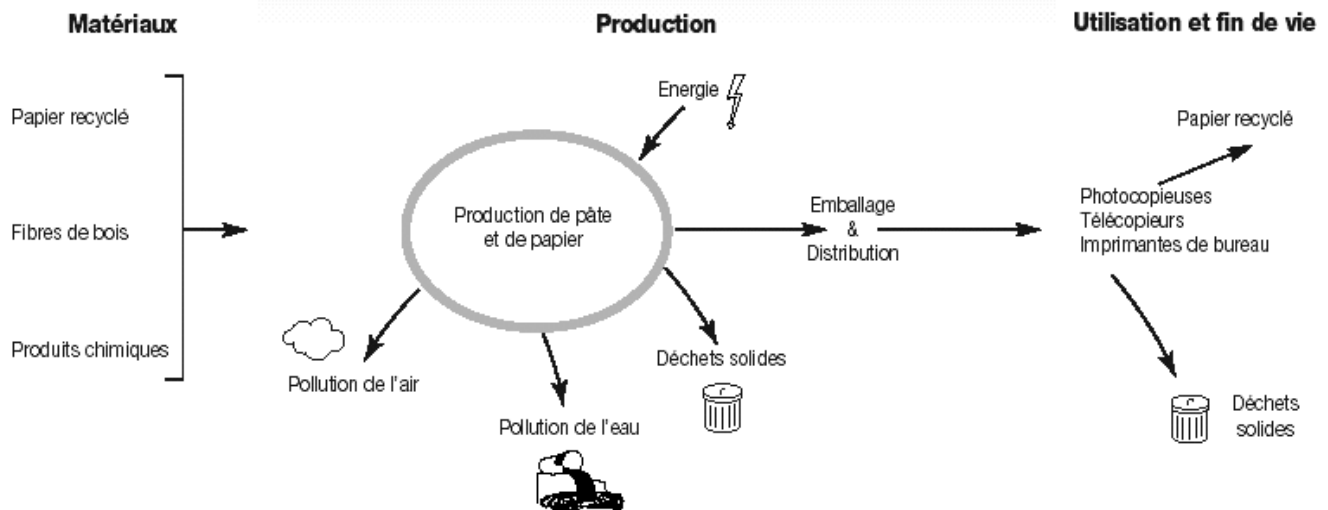 Matériaux
Production
Utilisation et fin de vie
Papier recyclé
Fibres de bois
Produits chimiques
Energie
Production de pâte
et de papier
Emballage
&
Distribution
Pollution de l'air
Pollution de l'eau
Déchets solides
Papier recyclé
Photocopieuses
Télécopieurs
Imprimantes de bureau
Déchets
solides